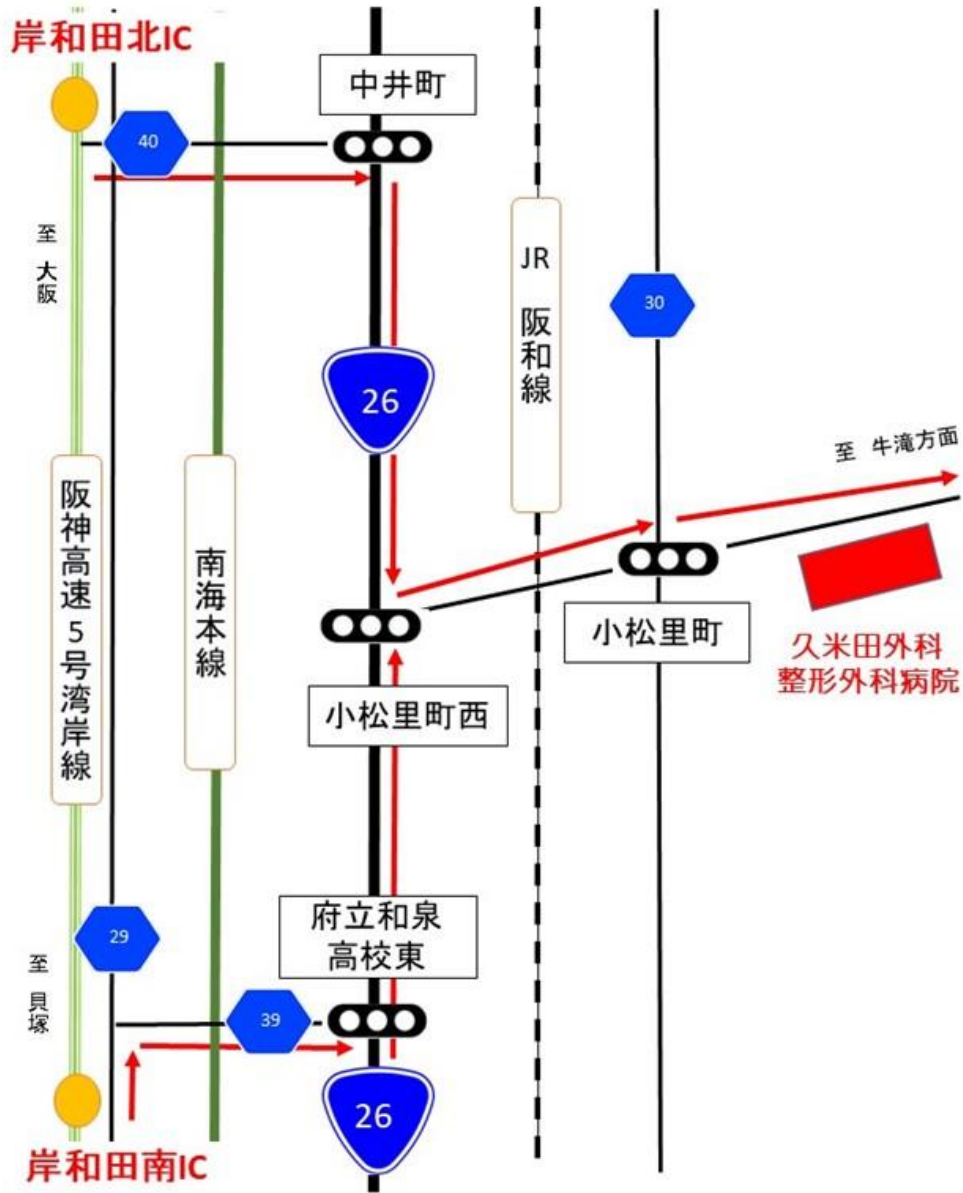 岸和田北IC
中井町
40
至 大阪
JR 阪和線
30
26
至 牛滝方面
阪神高速5号湾岸線
南海本線
小松里町
久米田外科
整形外科病院
小松里町西
府立和泉
高校東
29
至 貝塚
39
26
岸和田南IC